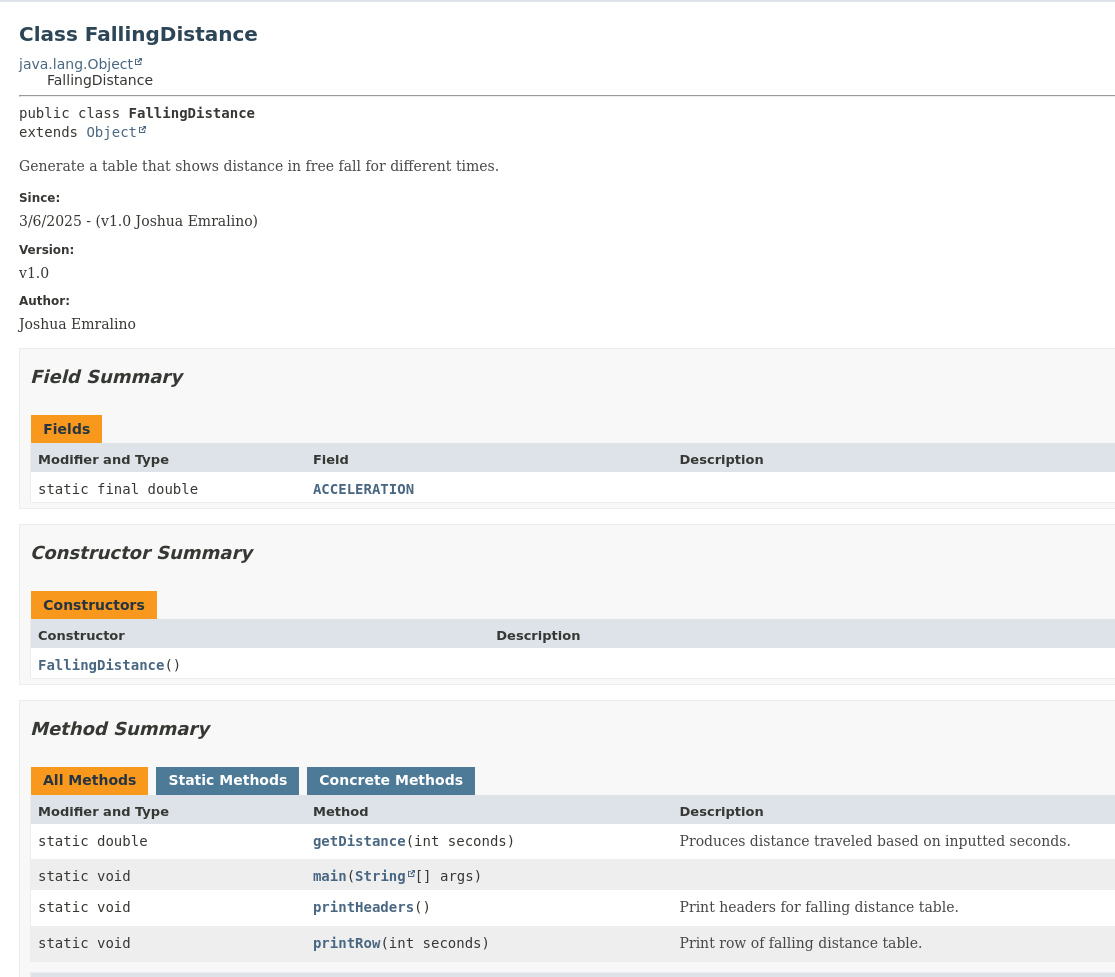 Class FallingDistance
java.lang.Object
FallingDistance
public class FallingDistance
extends Object
Generate a table that shows distance in free fall for different times.
Since:
3/6/2025 - (v1.0 Joshua Emralino)
Version:
v1.0
Author:
Joshua Emralino
Field Summary
Fields
Modifier and Type Field Description
static final double ACCELERATION
Constructor Summary
Constructors
Constructor Description
FallingDistance()
Method Summary
All Methods Static Methods Concrete Methods
Modifier and Type Method Description
static double getDistance(int seconds) Produces distance traveled based on inputted seconds.
static void main(String[] args)
static void printHeaders() Print headers for falling distance table.
static void printRow(int seconds) Print row of falling distance table.